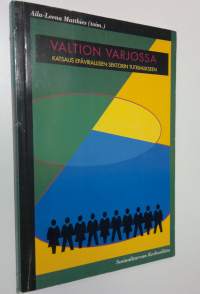 Aila-Leena Matthies (toim.)
VALTION VARJOSSA
KATSAUS EPÄVIRALLISEN SEKTORIN TUTKIMUKSEEN
Sosiaaliturvan Keskusliitto